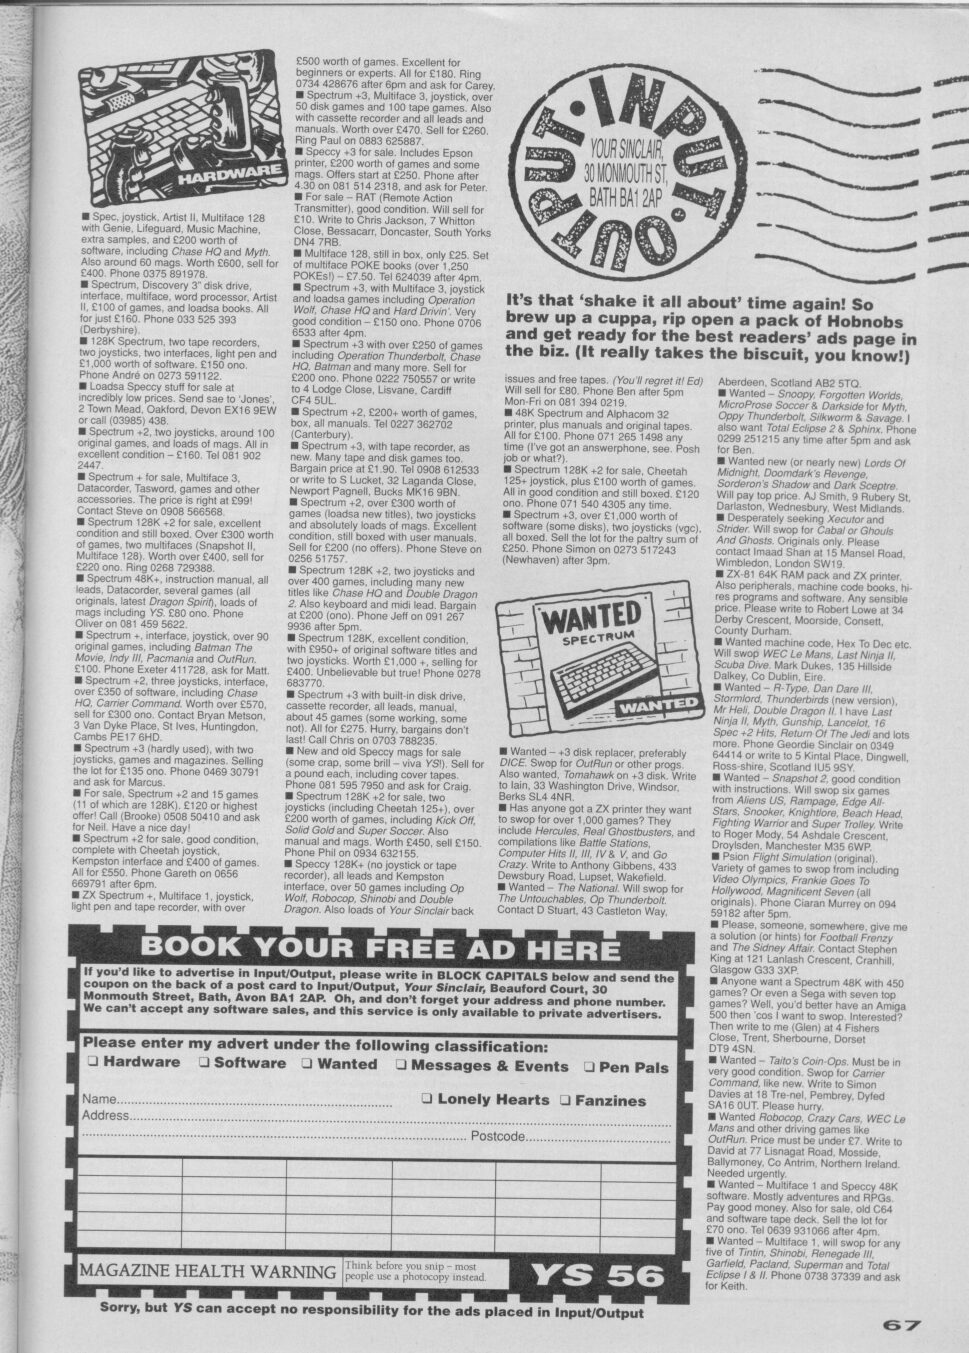 HARDWARE
■ Spec, joystick, Artist II, Multiface 128
with Genie, Lifeguard, Music Machine,
extra samples, and £200 worth of
software, including Chase HQ and Myth.
Also around 60 mags. Worth £600, sell for
£400. Phone 0375 891978.
■ Spectrum, Discovery 3" disk drive,
interface, multiface, word processor, Artist
II, £100 of games, and loadsa books. All
for just £160. Phone 033 525 393
(Derbyshire).
■ 128K Spectrum, two tape recorders,
two joysticks, two interfaces, light pen and
£1,000 worth of software. £150 ono.
Phone André on 0273 591122.
■ Loadsa Speccy stuff for sale at
incredibly low prices. Send sae to 'Jones',
2 Town Mead, Oakford, Devon EX16 9EW
or call (03985) 438.
■ Spectrum +2, two joysticks, around 100
original games, and loads of mags. All in
excellent condition – £160. Tel 081 902
2447.
■ Spectrum + for sale, Multiface 3,
Datacorder, Tasword, games and other
accessories. The price is right at £99!
Contact Steve on 0908 566568.
■ Spectrum 128K +2 for sale, excellent
condition and still boxed. Over £300 worth
of games, two multifaces (Snapshot II,
Multiface 128). Worth over £400, sell for
£220 ono. Ring 0268 729388.
■ Spectrum 48K+, instruction manual, all
leads, Datacorder, several games (all
originals, latest Dragon Spirit), loads of
mags including YS. £80 ono. Phone
Oliver on 081 459 5622.
■ Spectrum +, interface, joystick, over 90
original games, including Batman The
Movie, Indy III, Pacmania and OutRun.
£100. Phone Exeter 411728, ask for Matt.
■ Spectrum +2, three joysticks, interface,
over £350 of software, including Chase
HQ, Carrier Command. Worth over £570,
sell for £300 ono. Contact Bryan Metson,
3 Van Dyke Place, St Ives, Huntingdon,
Cambs PE17 6HD.
■ Spectrum +3 (hardly used), with two
joysticks, games and magazines. Selling
the lot for £135 ono. Phone 0469 30791
and ask for Marcus.
■ For sale, Spectrum +2 and 15 games
(11 of which are 128K). £120 or highest
offer! Call (Brooke) 0508 50410 and ask
for Neil. Have a nice day!
■ Spectrum +2 for sale, good condition,
complete with Cheetah joystick,
Kempston interface and £400 of games.
All for £550. Phone Gareth on 0656
669791 after 6pm.
■ ZX Spectrum +, Multiface 1, joystick,
light pen and tape recorder, with over
£500 worth of games. Excellent for
beginners or experts. All for £180. Ring
0734 428676 after 6pm and ask for Carey.
■ Spectrum +3, Multiface 3, joystick, over
50 disk games and 100 tape games. Also
with cassette recorder and all leads and
manuals. Worth over £470. Sell for £260.
Ring Paul on 0883 625887.
■ Speccy +3 for sale. Includes Epson
printer, £200 worth of games and some
mags. Offers start at £250. Phone after
4.30 on 081 514 2318, and ask for Peter.
■ For sale – RAT (Remote Action
Transmitter), good condition. Will sell for
£10. Write to Chris Jackson, 7 Whitton
Close, Bessacarr, Doncaster, South Yorks
DN4 7RB.
■ Multiface 128, still in box, only £25. Set
of multiface POKE books (over 1,250
POKEs!) – £7.50. Tel 624039 after 4pm.
■ Spectrum +3, with Multiface 3, joystick
and loadsa games including Operation
Wolf, Chase HQ and Hard Drivin'. Very
good condition – £150 ono. Phone 0706
6533 after 4pm.
■ Spectrum +3 with over £250 of games
including Operation Thunderbolt, Chase
HQ, Batman and many more. Sell for
£200 ono. Phone 0222 750557 or write
to 4 Lodge Close, Lisvane, Cardiff
CF4 5UL.
■ Spectrum +2, £200+ worth of games,
box, all manuals. Tel 0227 362702
(Canterbury).
■ Spectrum +3, with tape recorder, as
new. Many tape and disk games too.
Bargain price at £1.90. Tel 0908 612533
or write to S Lucket, 32 Laganda Close,
Newport Pagnell, Bucks MK16 9BN.
■ Spectrum +2, over £300 worth of
games (loadsa new titles), two joysticks
and absolutely loads of mags. Excellent
condition, still boxed with user manuals.
Sell for £200 (no offers). Phone Steve on
0256 51757.
■ Spectrum 128K +2, two joysticks and
over 400 games, including many new
titles like Chase HQ and Double Dragon
2. Also keyboard and midi lead. Bargain
at £200 (ono). Phone Jeff on 091 267
9936 after 5pm.
■ Spectrum 128K, excellent condition,
with £950+ of original software titles and
two joysticks. Worth £1,000 +, selling for
£400. Unbelievable but true! Phone 0278
683770.
■ Spectrum +3 with built-in disk drive,
cassette recorder, all leads, manual,
about 45 games (some working, some
not). All for £275. Hurry, bargains don't
last! Call Chris on 0703 788235.
■ New and old Speccy mags for sale
(some crap, some brill – viva YS!). Sell for
a pound each, including cover tapes.
Phone 081 595 7950 and ask for Craig.
■ Spectrum 128K +2 for sale, two
joysticks (including Cheetah 125+), over
£200 worth of games, including Kick Off,
Solid Gold and Super Soccer. Also
manual and mags. Worth £450, sell £150.
Phone Phil on 0934 632155.
■ Speccy 128K+ (no joystick or tape
recorder), all leads and Kempston
interface, over 50 games including Op
Wolf, Robocop, Shinobi and Double
Dragon. Also loads of Your Sinclair back
INPUT·OUTPUT·
YOUR SINCLAIR,
30 MONMOUTH ST,
BATH BA1 2AP
It's that 'shake it all about' time again! So
brew up a cuppa, rip open a pack of Hobnobs
and get ready for the best readers' ads page in
the biz. (It really takes the biscuit, you know!)
issues and free tapes. (You'll regret it! Ed)
Will sell for £80. Phone Ben after 5pm
Mon-Fri on 081 394 0219.
■ 48K Spectrum and Alphacom 32
printer, plus manuals and original tapes.
All for £100. Phone 071 265 1498 any
time (I've got an answerphone, see. Posh
job or what?).
■ Spectrum 128K +2 for sale, Cheetah
125+ joystick, plus £100 worth of games.
All in good condition and still boxed. £120
ono. Phone 071 540 4305 any time.
■ Spectrum +3, over £1,000 worth of
software (some disks), two joysticks (vgc),
all boxed. Sell the lot for the paltry sum of
£250. Phone Simon on 0273 517243
(Newhaven) after 3pm.
WANTED
SPECTRUM
WANTED
■ Wanted – +3 disk replacer, preferably
DICE. Swop for OutRun or other progs.
Also wanted, Tomahawk on +3 disk. Write
to Iain, 33 Washington Drive, Windsor,
Berks SL4 4NR.
■ Has anyone got a ZX printer they want
to swop for over 1,000 games? They
include Hercules, Real Ghostbusters, and
compilations like Battle Stations,
Computer Hits II, III, IV & V, and Go
Crazy. Write to Anthony Gibbens, 433
Dewsbury Road, Lupset, Wakefield.
■ Wanted – The National. Will swop for
The Untouchables, Op Thunderbolt.
Contact D Stuart, 43 Castleton Way,
Aberdeen, Scotland AB2 5TQ.
■ Wanted – Snoopy, Forgotten Worlds,
MicroProse Soccer & Darkside for Myth,
Oppy Thunderbolt, Silkworm & Savage. I
also want Total Eclipse 2 & Sphinx. Phone
0299 251215 any time after 5pm and ask
for Ben.
■ Wanted new (or nearly new) Lords Of
Midnight, Doomdark's Revenge,
Sorderon's Shadow and Dark Sceptre.
Will pay top price. AJ Smith, 9 Rubery St,
Darlaston, Wednesbury, West Midlands.
■ Desperately seeking Xecutor and
Strider. Will swop for Cabal or Ghouls
And Ghosts. Originals only. Please
contact Imaad Shan at 15 Mansel Road,
Wimbledon, London SW19.
■ ZX-81 64K RAM pack and ZX printer.
Also peripherals, machine code books, hi-
res programs and software. Any sensible
price. Please write to Robert Lowe at 34
Derby Crescent, Moorside, Consett,
County Durham.
■ Wanted machine code, Hex To Dec etc.
Will swop WEC Le Mans, Last Ninja II,
Scuba Dive. Mark Dukes, 135 Hillside
Dalkey, Co Dublin, Eire.
■ Wanted – R-Type, Dan Dare III,
Stormlord, Thunderbirds (new version),
Mr Heli, Double Dragon II. I have Last
Ninja II, Myth, Gunship, Lancelot, 16
Spec +2 Hits, Return Of The Jedi and lots
more. Phone Geordie Sinclair on 0349
64414 or write to 5 Kintal Place, Dingwell,
Ross-shire, Scotland IU5 9SY.
■ Wanted – Snapshot 2, good condition
with instructions. Will swop six games
from Aliens US, Rampage, Edge All-
Stars, Snooker, Knightlore, Beach Head,
Fighting Warrior and Super Trolley. Write
to Roger Mody, 54 Ashdale Crescent,
Droylsden, Manchester M35 6WP.
■ Psion Flight Simulation (original).
Variety of games to swop from including
Video Olympics, Frankie Goes To
Hollywood, Magnificent Seven (all
originals). Phone Ciaran Murrey on 094
59182 after 5pm.
■ Please, someone, somewhere, give me
a solution (or hints) for Football Frenzy
and The Sidney Affair. Contact Stephen
King at 121 Lanlash Crescent, Cranhill,
Glasgow G33 3XP.
■ Anyone want a Spectrum 48K with 450
games? Or even a Sega with seven top
games? Well, you'd better have an Amiga
500 then 'cos I want to swop. Interested?
Then write to me (Glen) at 4 Fishers
Close, Trent, Sherbourne, Dorset
DT9 4SN.
■ Wanted – Taito's Coin-Ops. Must be in
very good condition. Swop for Carrier
Command, like new. Write to Simon
Davies at 18 Tre-nel, Pembrey, Dyfed
SA16 0UT. Please hurry.
■ Wanted Robocop, Crazy Cars, WEC Le
Mans and other driving games like
OutRun. Price must be under £7. Write to
David at 77 Lisnagat Road, Mosside,
Ballymoney, Co Antrim, Northern Ireland.
Needed urgently.
■ Wanted – Multiface 1 and Speccy 48K
software. Mostly adventures and RPGs.
Pay good money. Also for sale, old C64
and software tape deck. Sell the lot for
£70 ono. Tel 0639 931066 after 4pm.
■ Wanted – Multiface 1, will swop for any
five of Tintin, Shinobi, Renegade III,
Garfield, Pacland, Superman and Total
Eclipse I & II. Phone 0738 37339 and ask
for Keith.
BOOK YOUR FREE AD HERE
If you'd like to advertise in Input/Output, please write in BLOCK CAPITALS below and send the
coupon on the back of a post card to Input/Output, Your Sinclair, Beauford Court, 30
Monmouth Street, Bath, Avon BA1 2AP. Oh, and don't forget your address and phone number.
We can't accept any software sales, and this service is only available to private advertisers.
Please enter my advert under the following classification:
❏ Hardware ❏ Software ❏ Wanted ❏ Messages & Events ❏ Pen Pals
Name.......... ❏ Lonely Hearts ❏ Fanzines
Address..........
.......... Postcode..........
MAGAZINE HEALTH WARNING
Think before you snip – most
people use a photocopy instead.
YS 56
Sorry, but YS can accept no responsibility for the ads placed in Input/Output
67